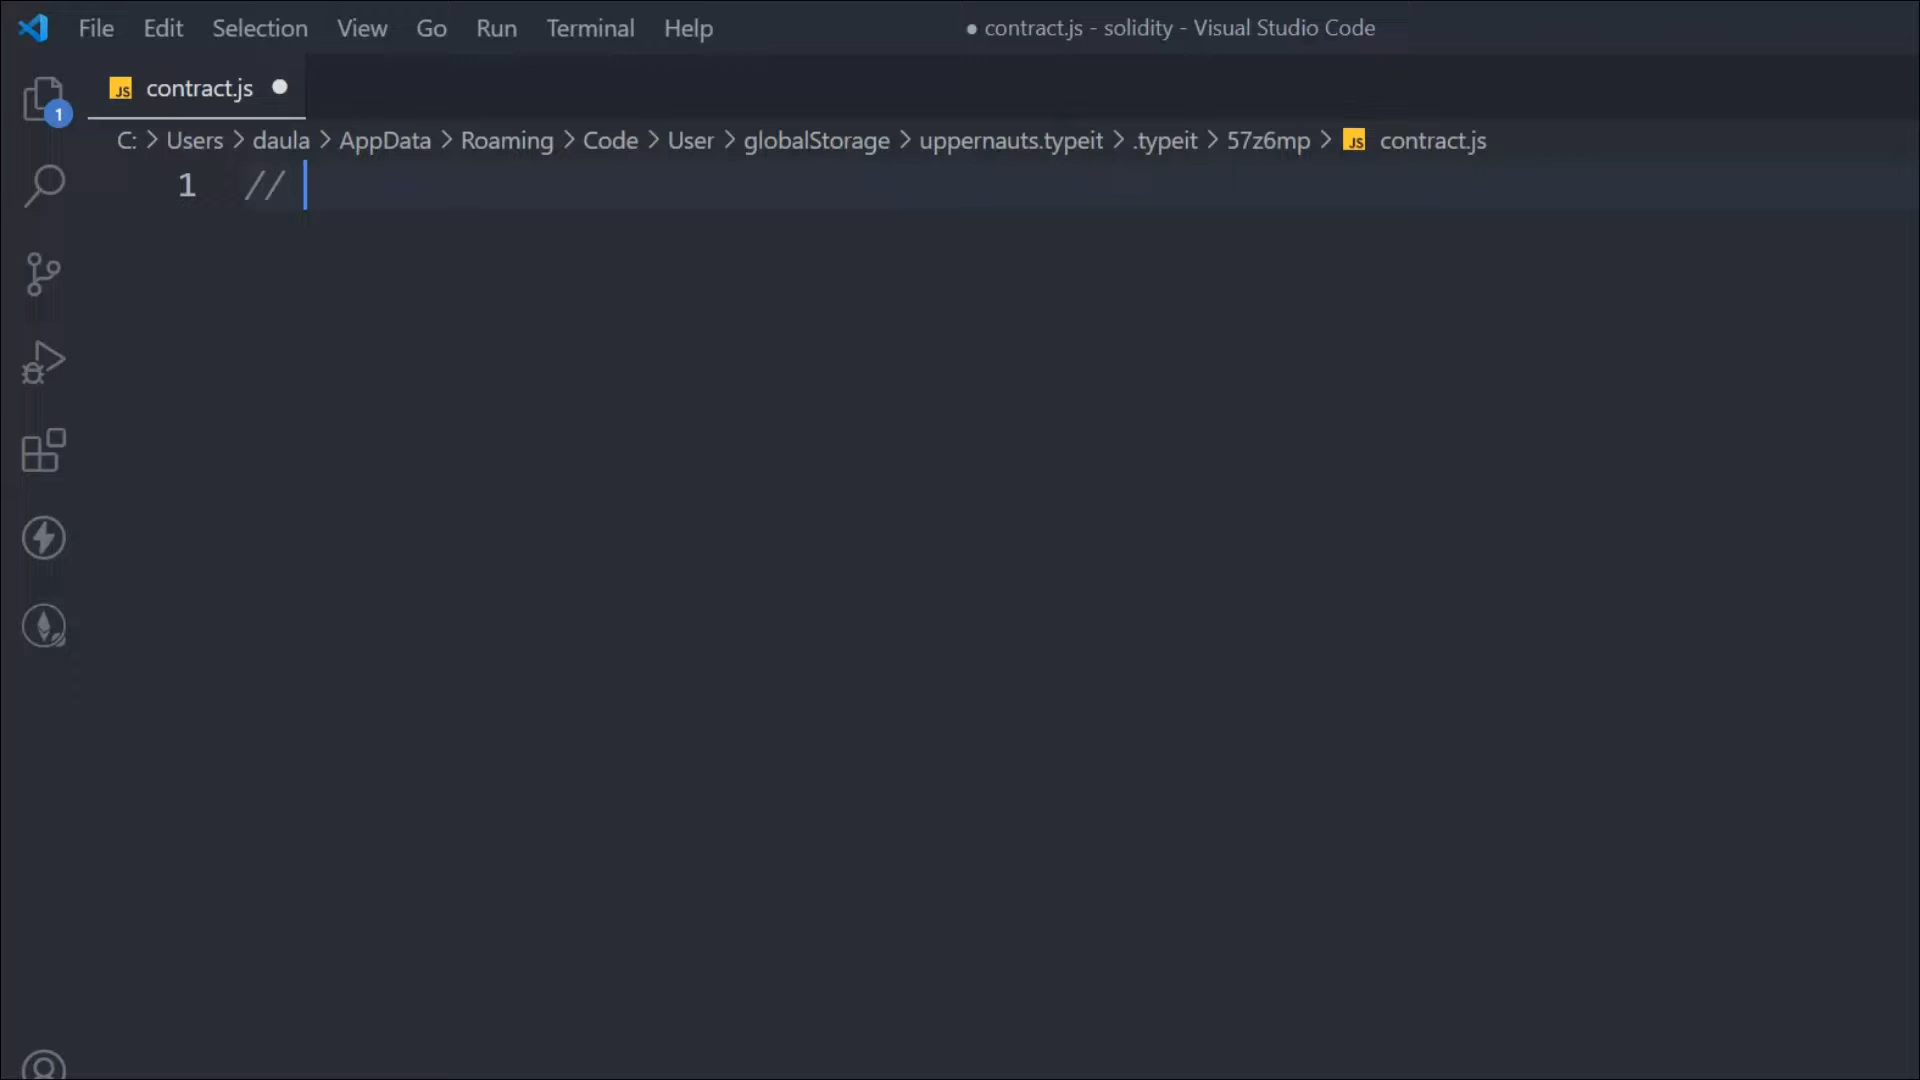 File Edit Selection View Go Run Terminal Help ● contract.js - solidity - Visual Studio Code
JS contract.js ●
1
C: > Users > daula > AppData > Roaming > Code > User > globalStorage > uppernauts.typeit > .typeit > 57z6mp > JS contract.js
1 //